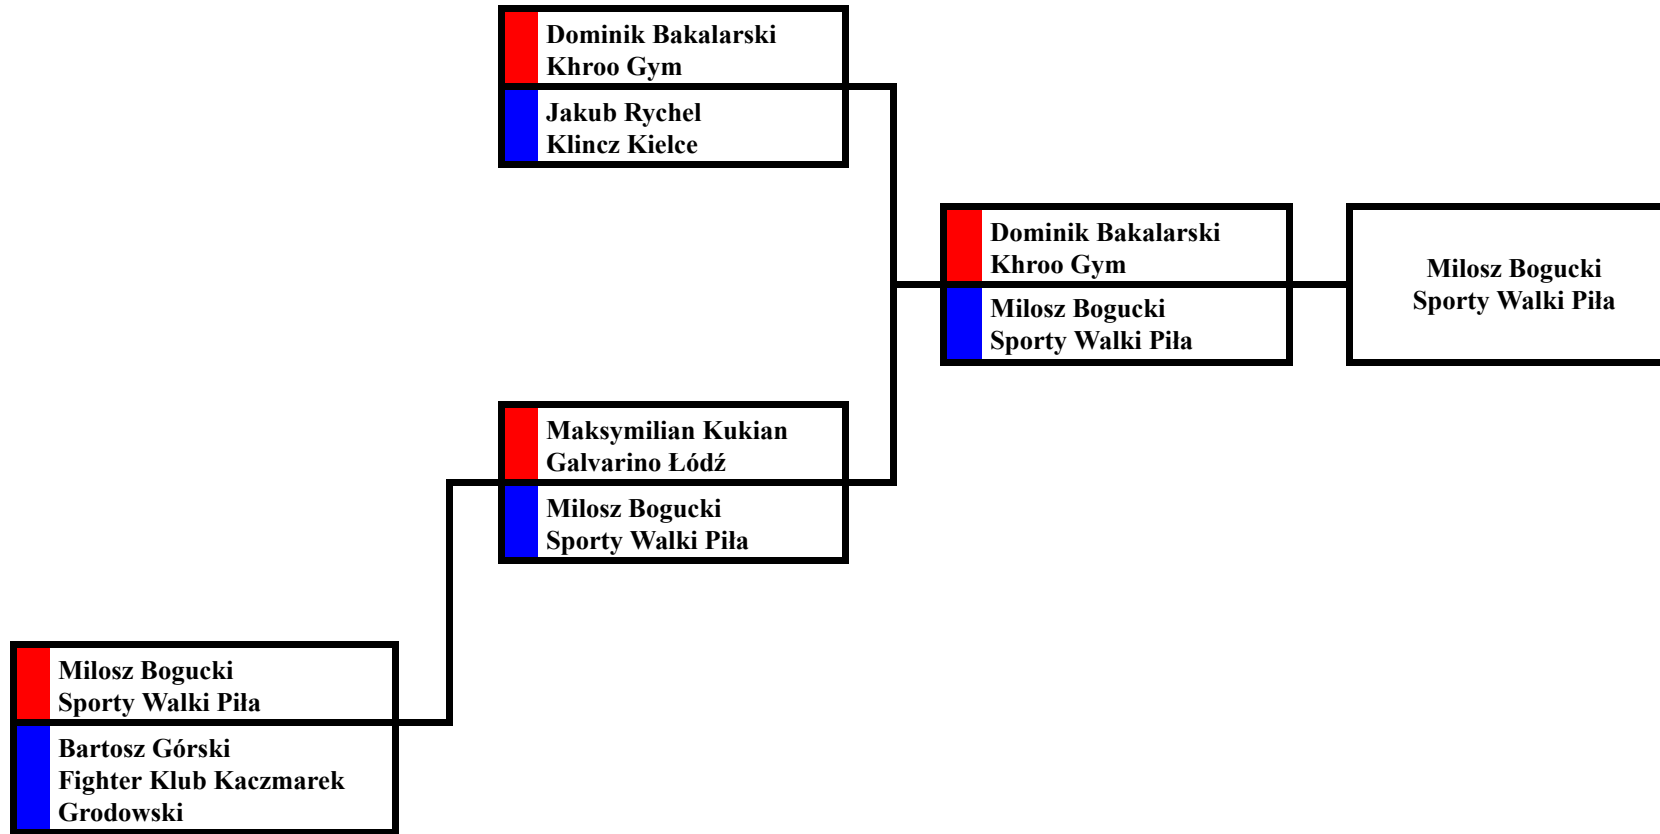 Dominik Bakalarski
Khroo Gym
Jakub Rychel
Klincz Kielce
Dominik Bakalarski
Khroo Gym
Milosz Bogucki
Sporty Walki Piła
Milosz Bogucki
Sporty Walki Piła
Maksymilian Kukian
Galvarino Łódź
Milosz Bogucki
Sporty Walki Piła
Milosz Bogucki
Sporty Walki Piła
Bartosz Górski
Fighter Klub Kaczmarek
Grodowski